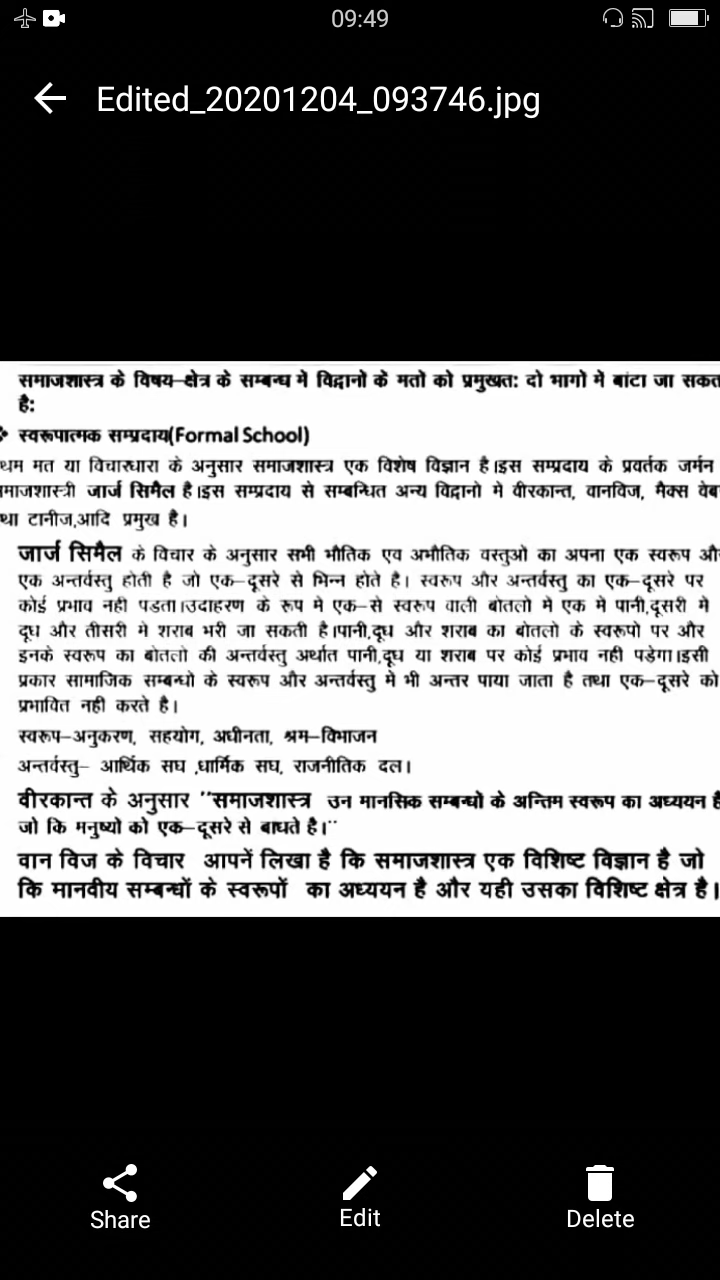 09:49
Edited_20201204_093746.jpg
समाजशास्त्र के विषय–क्षेत्र के सम्बन्ध मे विद्वानों के मतो को प्रमुखत: दो भागों में बांटा जा सकत
है:
स्वरूपात्मक सम्प्रदाय(Formal School)
थम मत या विचारधारा के अनुसार समाजशास्त्र एक विशेष विज्ञान है।इस सम्प्रदाय के प्रवर्तक जर्मन
माजशास्त्री जार्ज सिमैल है।इस सम्प्रदाय से सम्बन्धित अन्य विद्वानो मे वीरकान्त, वानविज, मैक्स वेब
था टानीज,आदि प्रमुख है।
जार्ज सिमैल के विचार के अनुसार सभी भौतिक एव अभौतिक वस्तुओ का अपना एक स्वरूप औ
एक अन्तर्वस्तु होती है जो एक–दूसरे से भिन्न होते है। स्वरूप और अन्तर्वस्तु का एक–दूसरे पर
कोई प्रभाव नही पडता।उदाहरण के रूप मे एक–से स्वरूप वाली बोतलो मे एक मे पानी,दूसरी मे
दूध और तीसरी मे शराब भरी जा सकती है।पानी,दूध और शराब का बोतलो के स्वरूपो पर और
इनके स्वरूप का बोतलो की अन्तर्वस्तु अर्थात पानी,दूध या शराब पर कोई प्रभाव नही पडेगा।इसी
प्रकार सामाजिक सम्बन्धो के स्वरूप और अन्तर्वस्तु मे भी अन्तर पाया जाता है तथा एक–दूसरे को
प्रभावित नही करते है।
स्वरूप–अनुकरण, सहयोग, अधीनता, श्रम–विभाजन
अन्तर्वस्तु– आर्थिक सघ ,धार्मिक सघ, राजनीतिक दल।
वीरकान्त के अनुसार "समाजशास्त्र उन मानसिक सम्बन्धों के अन्तिम स्वरूप का अध्ययन है
जो कि मनुष्यो को एक–दूसरे से बाधते है।"
वान विज के विचार आपनें लिखा है कि समाजशास्त्र एक विशिष्ट विज्ञान है जो
कि मानवीय सम्बन्धों के स्वरूपों का अध्ययन है और यही उसका विशिष्ट क्षेत्र है।
Share
Edit
Delete